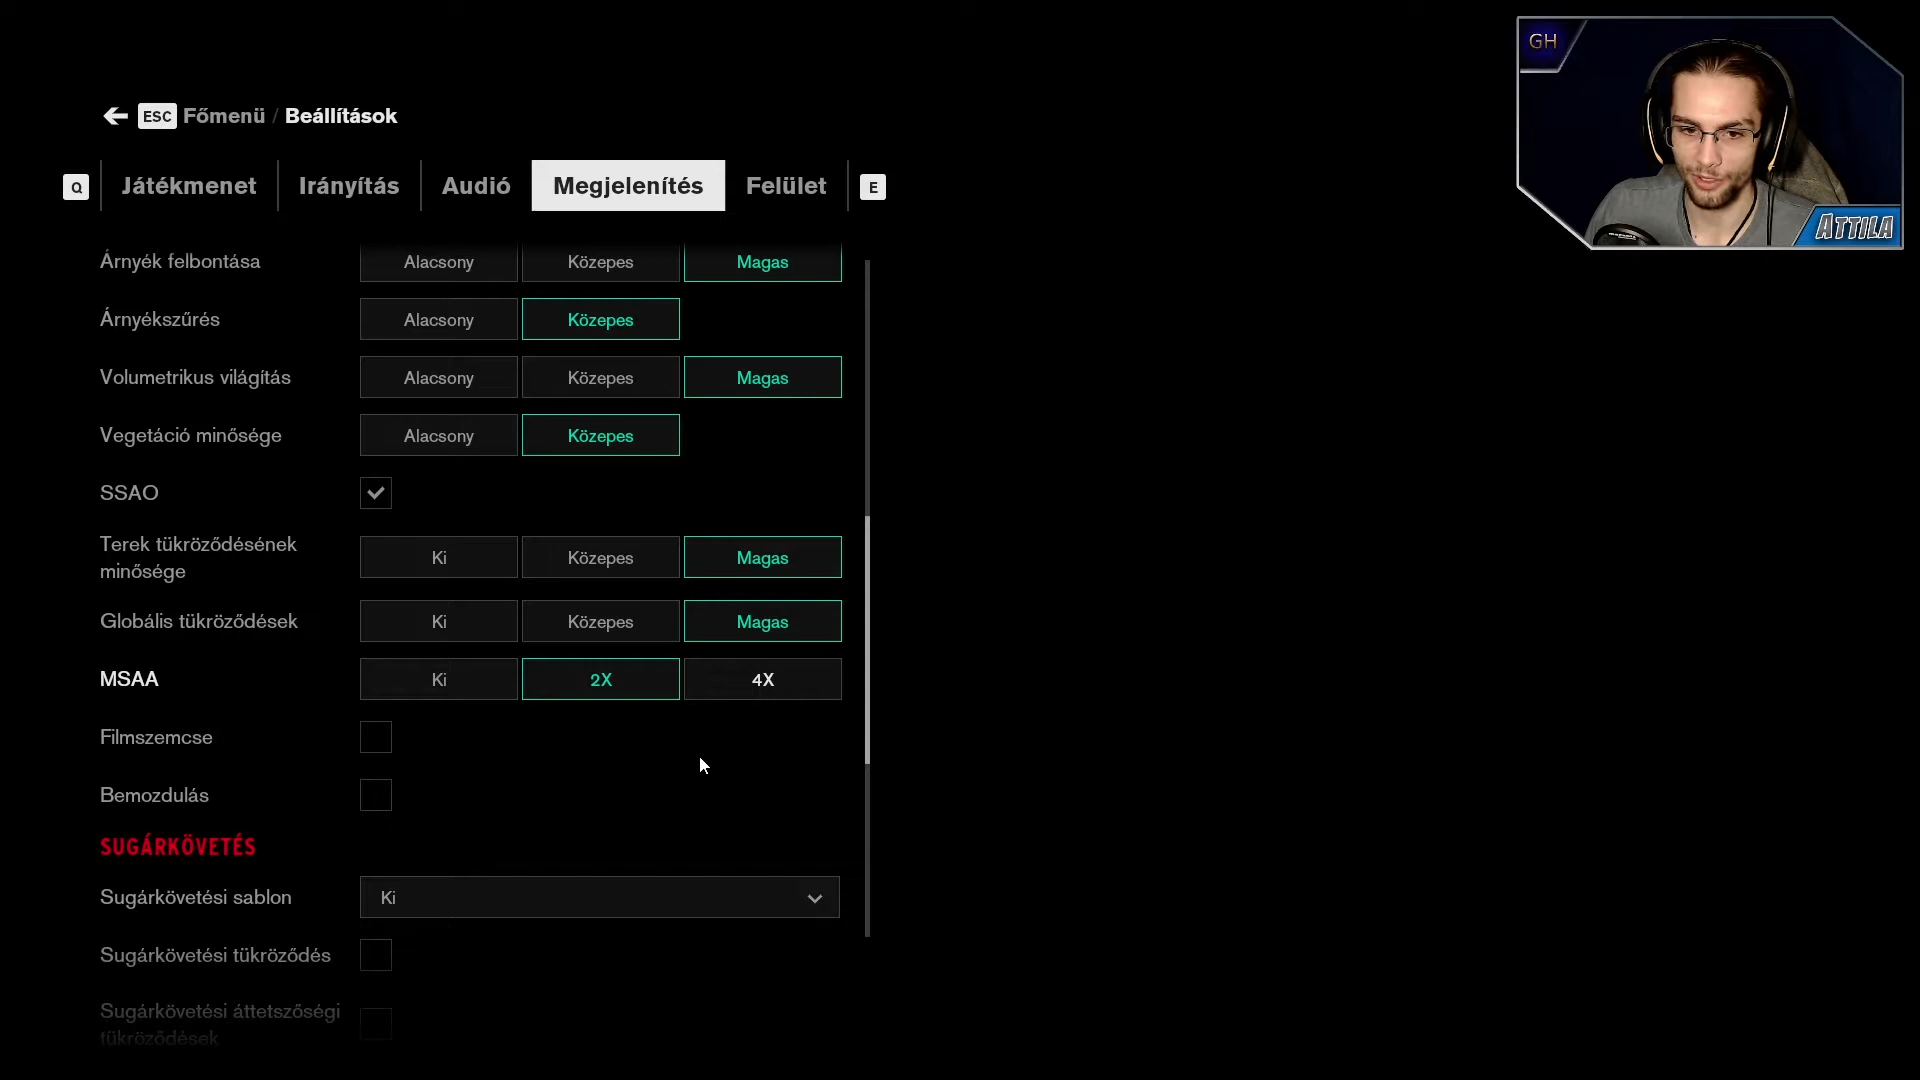 GH
ATTILA
ESC Főmenü / Beállítások
Q Játékmenet Irányítás Audió Megjelenítés Felület E
Árnyék felbontása Alacsony Közepes Magas
Árnyékszűrés Alacsony Közepes
Volumetrikus világítás Alacsony Közepes Magas
Vegetáció minősége Alacsony Közepes
SSAO
Terek tükröződésének
minősége
Ki Közepes Magas
Globális tükröződések Ki Közepes Magas
MSAA Ki 2X 4X
Filmszemcse
Bemozdulás
SUGÁRKÖVETÉS
Sugárkövetési sablon Ki
Sugárkövetési tükröződés
Sugárkövetési áttetszőségi
tükröződések